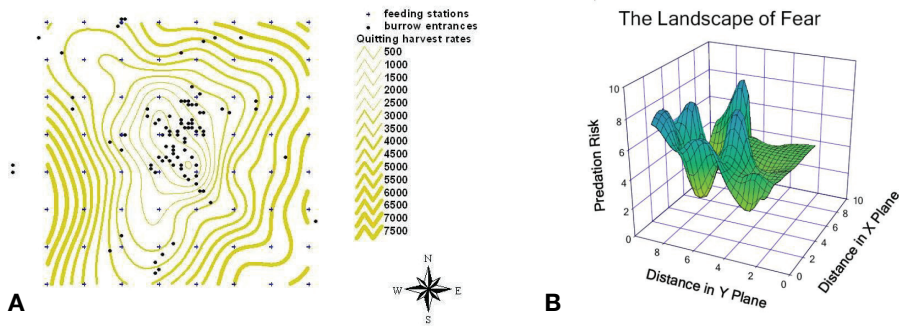 feeding stations
burrow entrances
Quitting harvest rates
500
1000
1500
2000
2500
3000
3500
4000
4500
5000
5500
6000
6500
7000
7500
N
W E
S
A
The Landscape of Fear
Predation Risk
10
8
6
4
2
0
8
6
4
2
0
Distance in Y Plane
0
2
4
6
8
10
Distance in X Plane
B